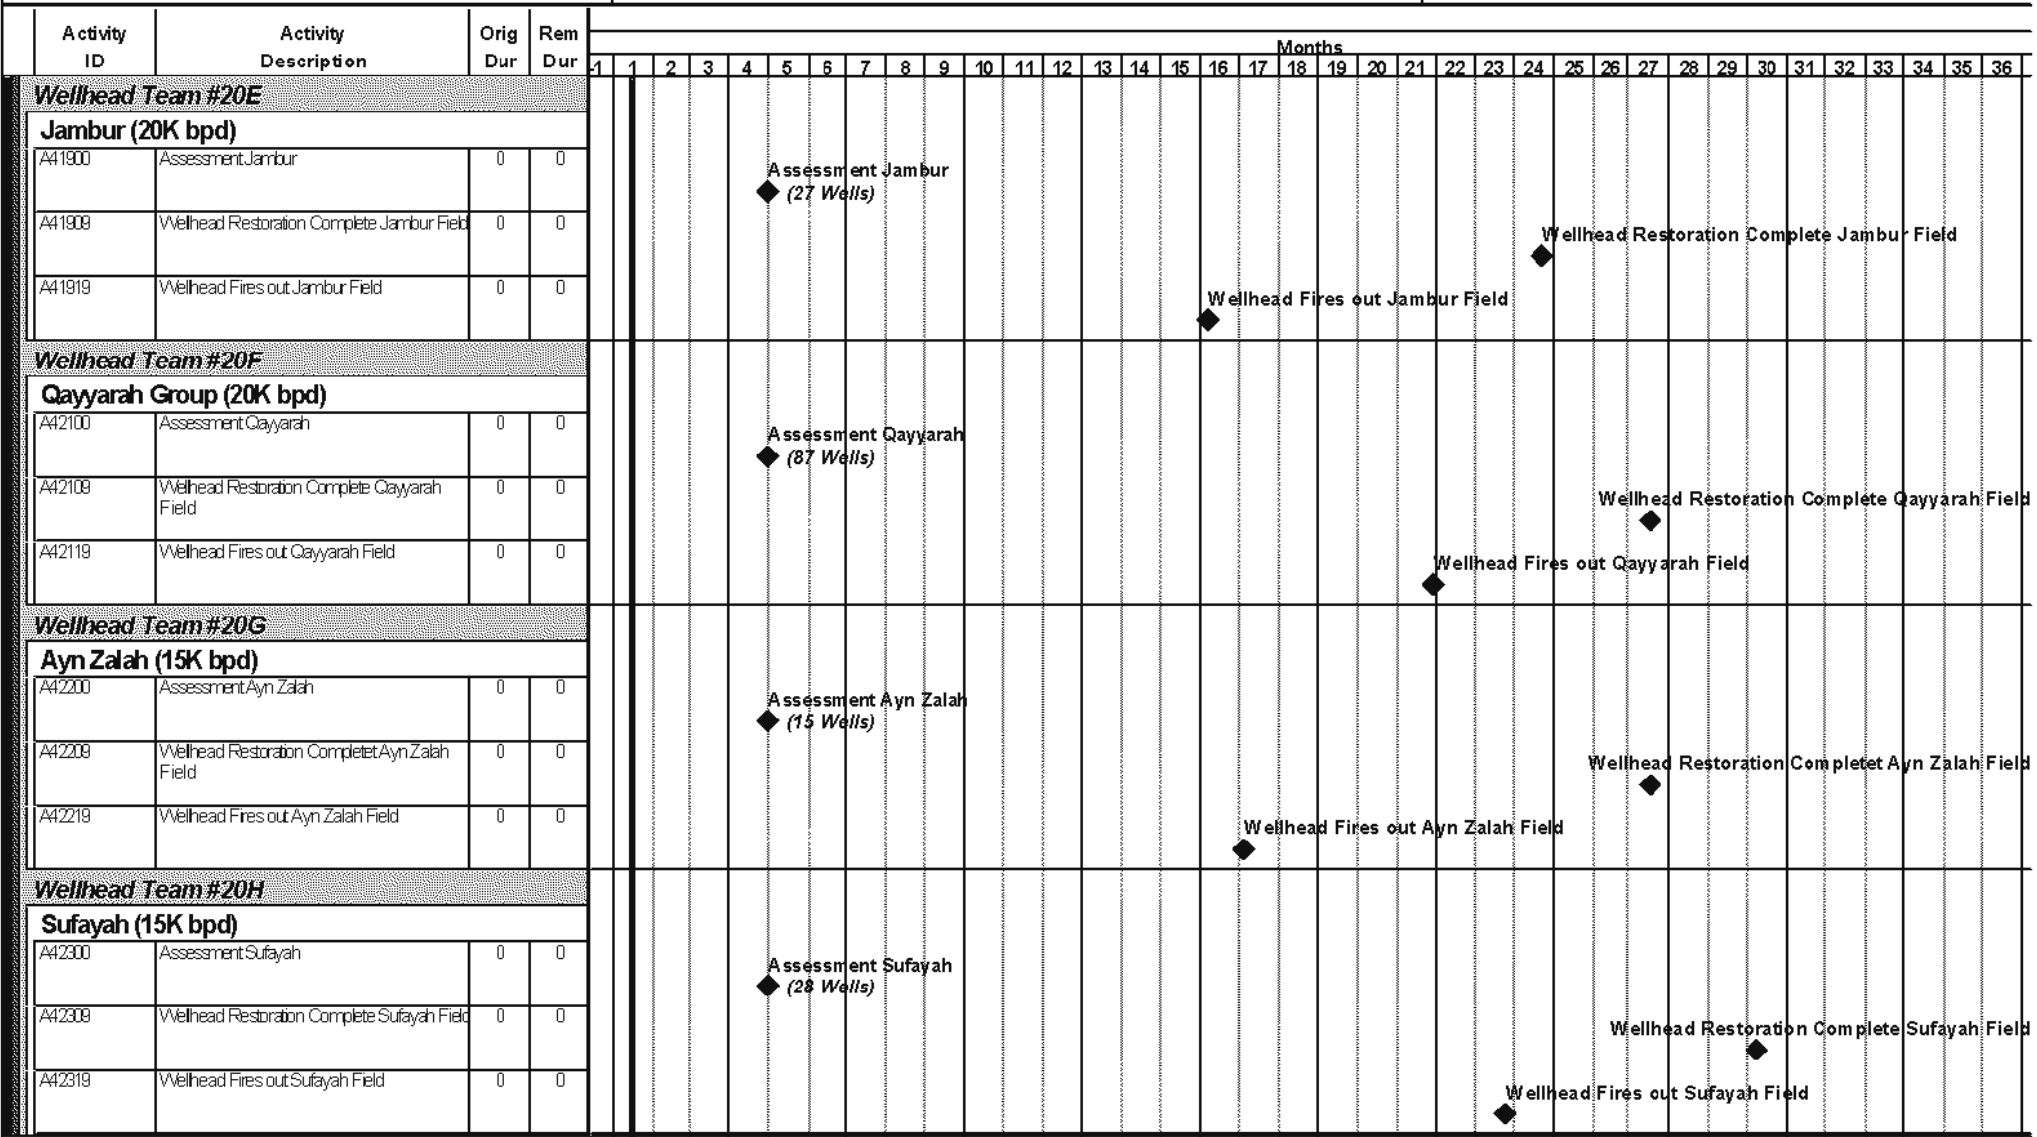 Activity Activity Orig Rem
ID Description Dur Dur
Months
-1 1 2 3 4 5 6 7 8 9 10 11 12 13 14 15 16 17 18 19 20 21 22 23 24 25 26 27 28 29 30 31 32 33 34 35 36
Wellhead Team #20E
Jambur (20K bpd)
A41900 Assessment Jambur 0 0
Assessment Jambur
(27 Wells)
A41909 Wellhead Restoration Complete Jambur Field 0 0
Wellhead Restoration Complete Jambur Field
A41919 Wellhead Fires out Jambur Field 0 0
Wellhead Fires out Jambur Field
Wellhead Team #20F
Qayyarah Group (20K bpd)
A42100 Assessment Qayyarah 0 0
Assessment Qayyarah
(87 Wells)
A42109 Wellhead Restoration Complete Qayyarah 0 0
Field
Wellhead Restoration Complete Qayyarah Field
A42119 Wellhead Fires out Qayyarah Field 0 0
Wellhead Fires out Qayyarah Field
Wellhead Team #20G
Ayn Zalah (15K bpd)
A42200 Assessment Ayn Zalah 0 0
Assessment Ayn Zalah
(15 Wells)
A42209 Wellhead Restoration Completet Ayn Zalah 0 0
Field
Wellhead Restoration Completet Ayn Zalah Field
A42219 Wellhead Fires out Ayn Zalah Field 0 0
Wellhead Fires out Ayn Zalah Field
Wellhead Team #20H
Sufayah (15K bpd)
A42300 Assessment Sufayah 0 0
Assessment Sufayah
(28 Wells)
A42309 Wellhead Restoration Complete Sufayah Field 0 0
Wellhead Restoration Complete Sufayah Field
A42319 Wellhead Fires out Sufayah Field 0 0
Wellhead Fires out Sufayah Field